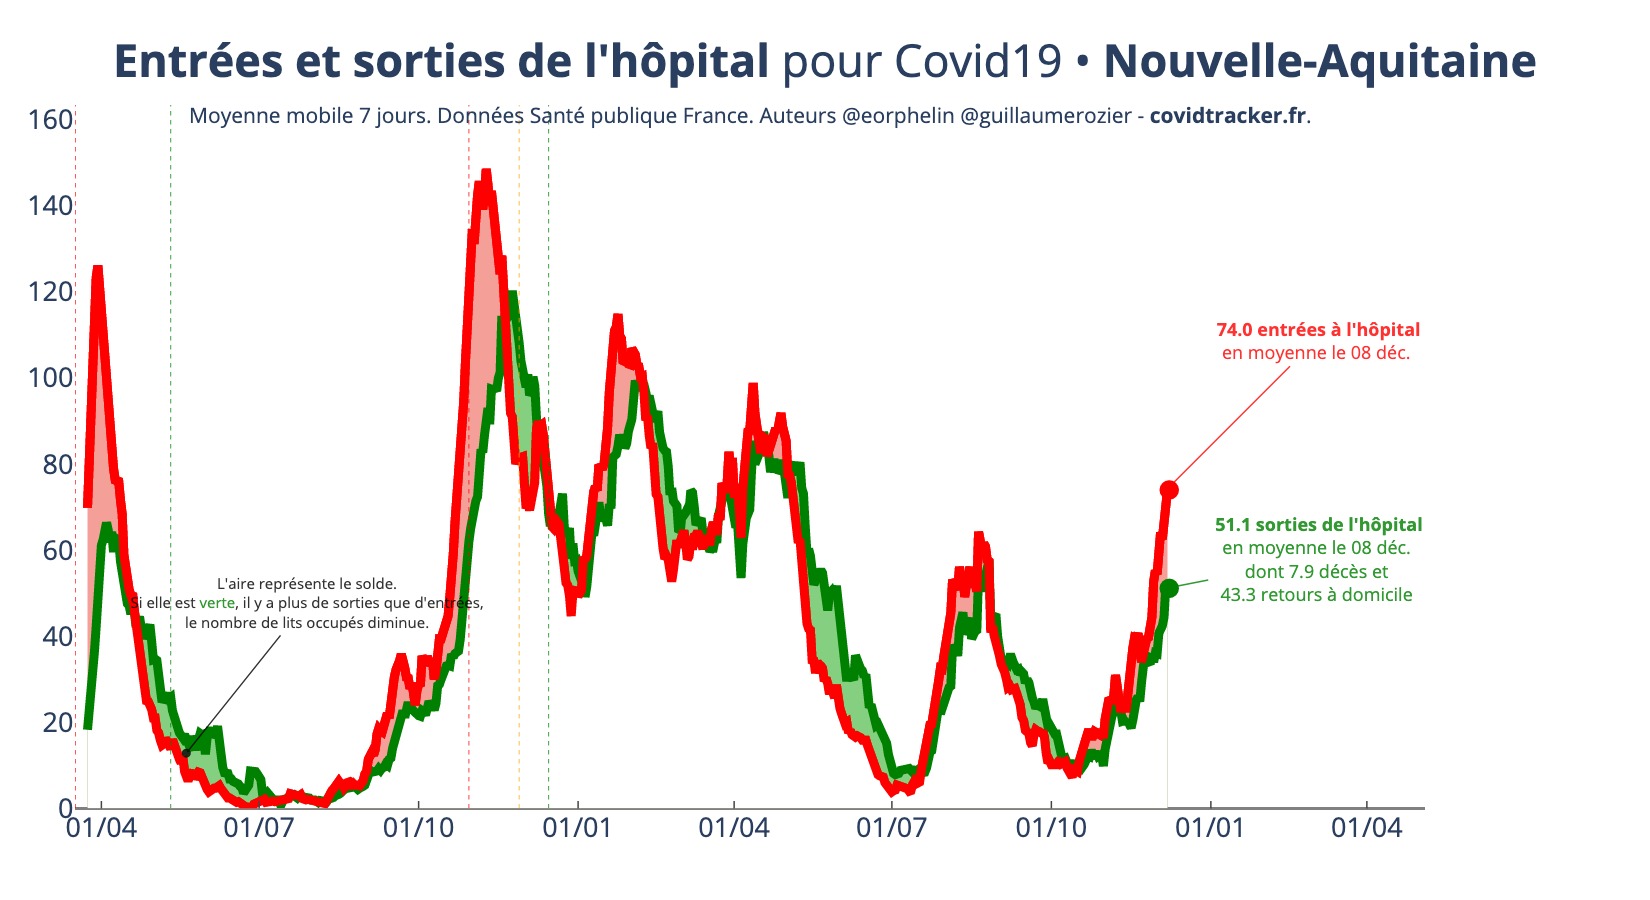 Entrées et sorties de l'hôpital pour Covid19 • Nouvelle-Aquitaine
Moyenne mobile 7 jours. Données Santé publique France. Auteurs @eorphelin @guillaumerozier - covidtracker.fr.
160
140
120
100
80
60
40
20
0
74.0 entrées à l'hôpital
en moyenne le 08 déc.
51.1 sorties de l'hôpital
en moyenne le 08 déc.
dont 7.9 décès et
43.3 retours à domicile
L'aire représente le solde.
Si elle est verte, il y a plus de sorties que d'entrées,
le nombre de lits occupés diminue.
01/04 01/07 01/10 01/01 01/04 01/07 01/10 01/01 01/04